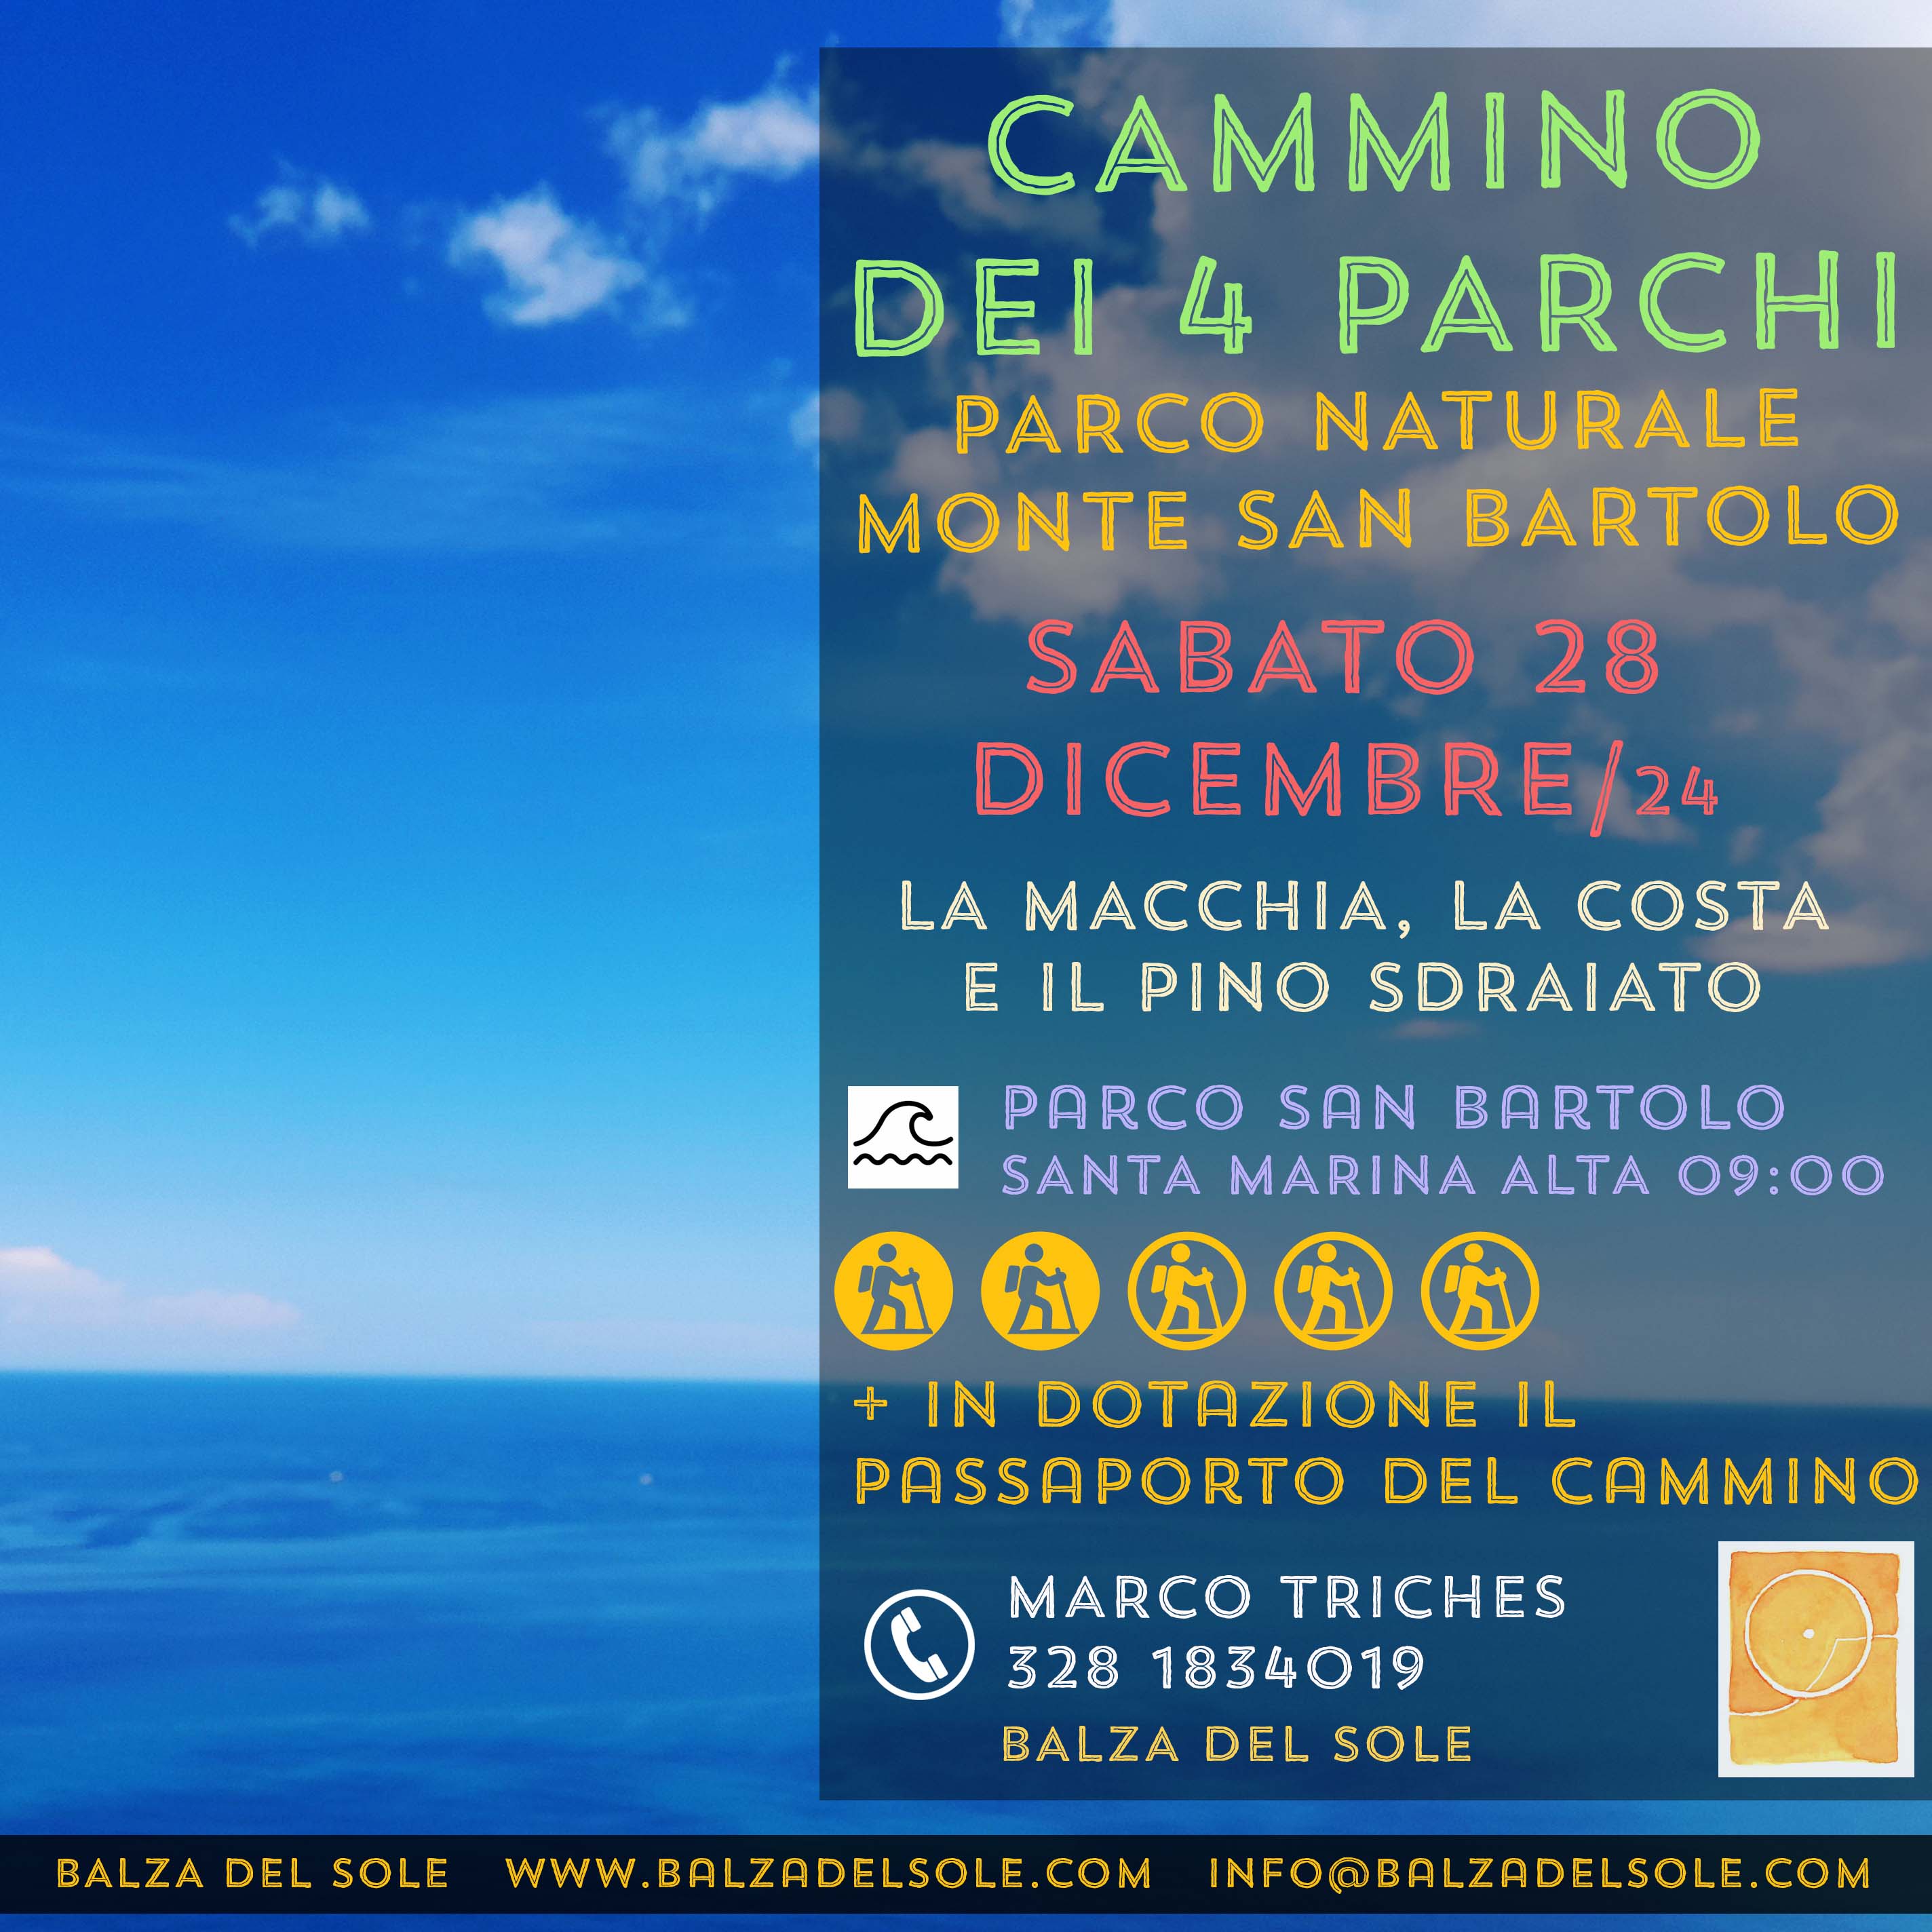 CAMMINO
DEI 4 PARCHI
PARCO NATURALE
MONTE SAN BARTOLO
SABATO 28
DICEMBRE/24
LA MACCHIA, LA COSTA
E IL PINO SDRAIATO
PARCO SAN BARTOLO
SANTA MARINA ALTA 09:00
+ IN DOTAZIONE IL
PASSAPORTO DEL CAMMINO
MARCO TRICHES
328 1834019
BALZA DEL SOLE
BALZA DEL SOLE WWW.BALZADELSOLE.COM INFO@BALZADELSOLE.COM